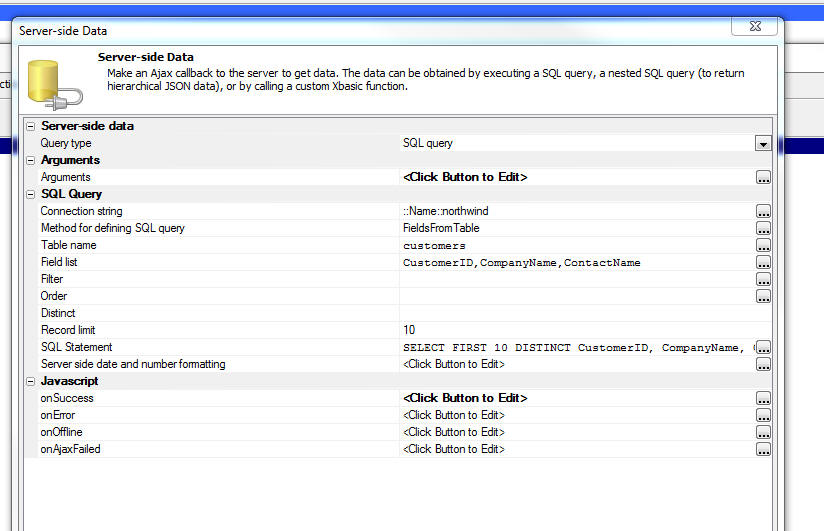 Server-side Data
Server-side Data
Make an Ajax callback to the server to get data. The data can be obtained by executing a SQL query, a nested SQL query (to return
hierarchical JSON data), or by calling a custom Xbasic function.
Server-side data
Query type SQL query
Arguments
Arguments <Click Button to Edit>
SQL Query
Connection string ::Name::northwind
Method for defining SQL query FieldsFromTable
Table name customers
Field list CustomerID,CompanyName,ContactName
Filter
Order
Distinct
Record limit 10
SQL Statement SELECT FIRST 10 DISTINCT CustomerID, CompanyName,
Server side date and number formatting <Click Button to Edit>
Javascript
onSuccess <Click Button to Edit>
onError <Click Button to Edit>
onOffline <Click Button to Edit>
onAjaxFailed <Click Button to Edit>